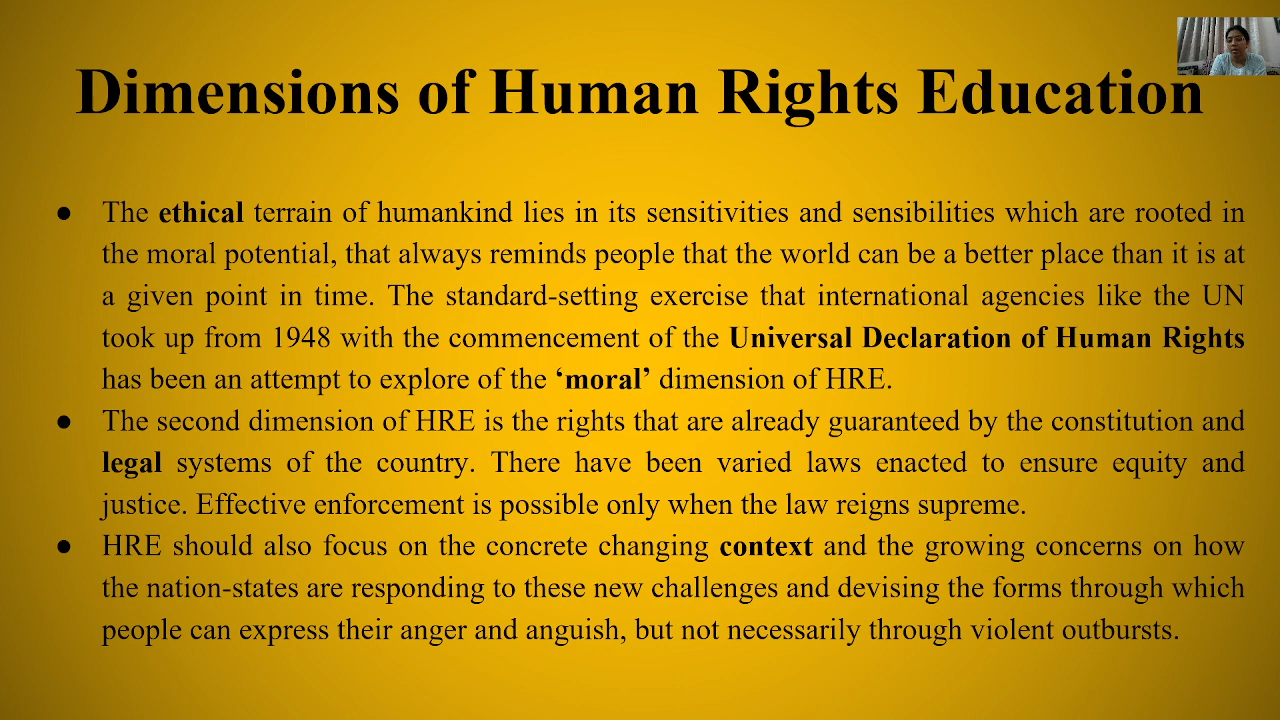 Dimensions of Human Rights Education
● The ethical terrain of humankind lies in its sensitivities and sensibilities which are rooted in
the moral potential, that always reminds people that the world can be a better place than it is at
a given point in time. The standard-setting exercise that international agencies like the UN
took up from 1948 with the commencement of the Universal Declaration of Human Rights
has been an attempt to explore of the ‘moral’ dimension of HRE.
● The second dimension of HRE is the rights that are already guaranteed by the constitution and
legal systems of the country. There have been varied laws enacted to ensure equity and
justice. Effective enforcement is possible only when the law reigns supreme.
● HRE should also focus on the concrete changing context and the growing concerns on how
the nation-states are responding to these new challenges and devising the forms through which
people can express their anger and anguish, but not necessarily through violent outbursts.